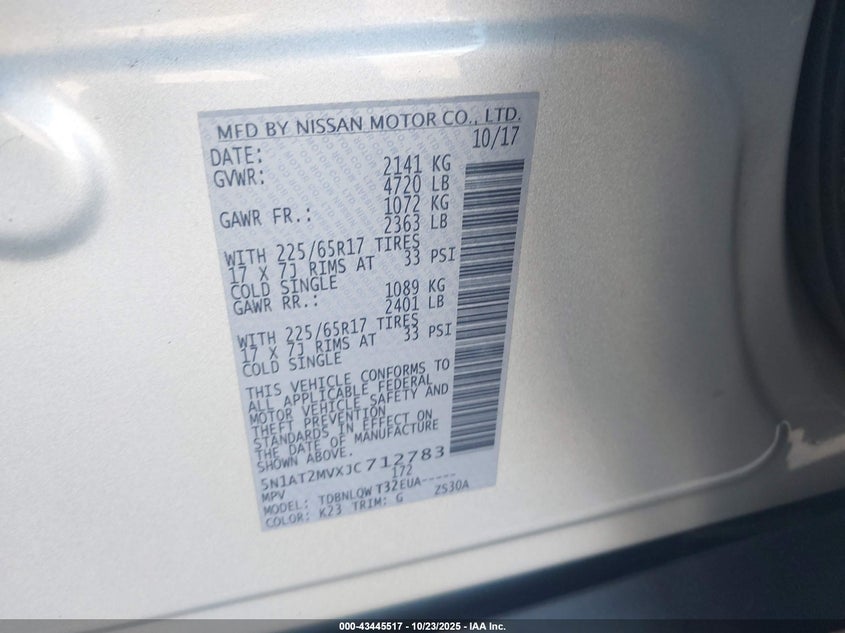 MFD BY NISSAN MOTOR CO., LTD.
DATE: 10/17
GVWR: 2141 KG
4720 LB
GAWR FR.: 1072 KG
2363 LB
WITH 225/65R17 TIRES
17 X 7J RIMS AT 33 PSI
COLD SINGLE
GAWR RR.: 1089 KG
2401 LB
WITH 225/65R17 TIRES
17 X 7J RIMS AT 33 PSI
COLD SINGLE
THIS VEHICLE CONFORMS TO
ALL APPLICABLE FEDERAL
MOTOR VEHICLE SAFETY AND
THEFT PREVENTION
STANDARDS IN EFFECT ON
THE DATE OF MANUFACTURE
SHOWN ABOVE.
5N1AT2MVXJC712783
MPV 172
MODEL: TDBNLQWT32EUA-----
COLOR: K23 TRIM: G ZS30A
000-43445517 - 10/23/2025 - IAA Inc.